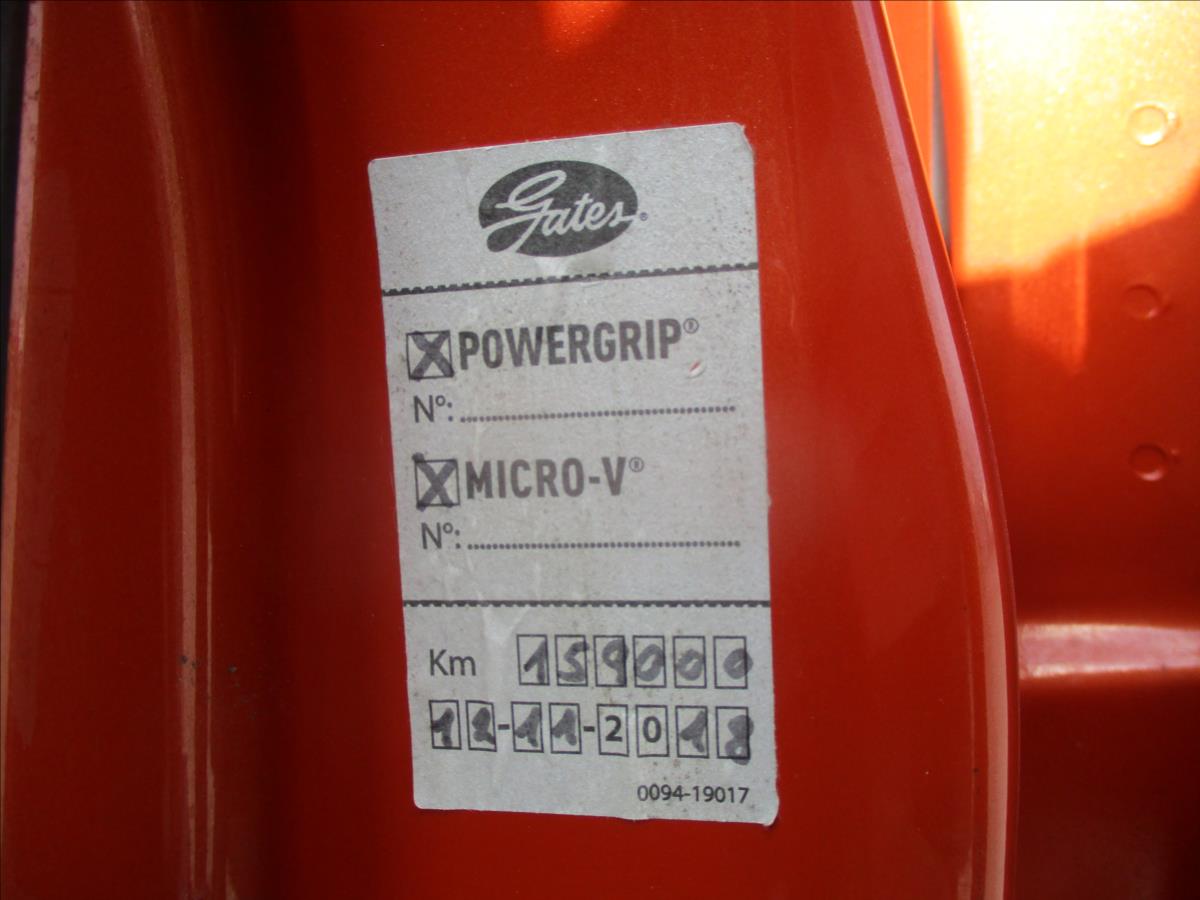 Gates®
☒ POWERGRIP®
Nº: ........................................
☒ MICRO-V®
Nº: ........................................
Km 159000
12-11-2018
0094-19017